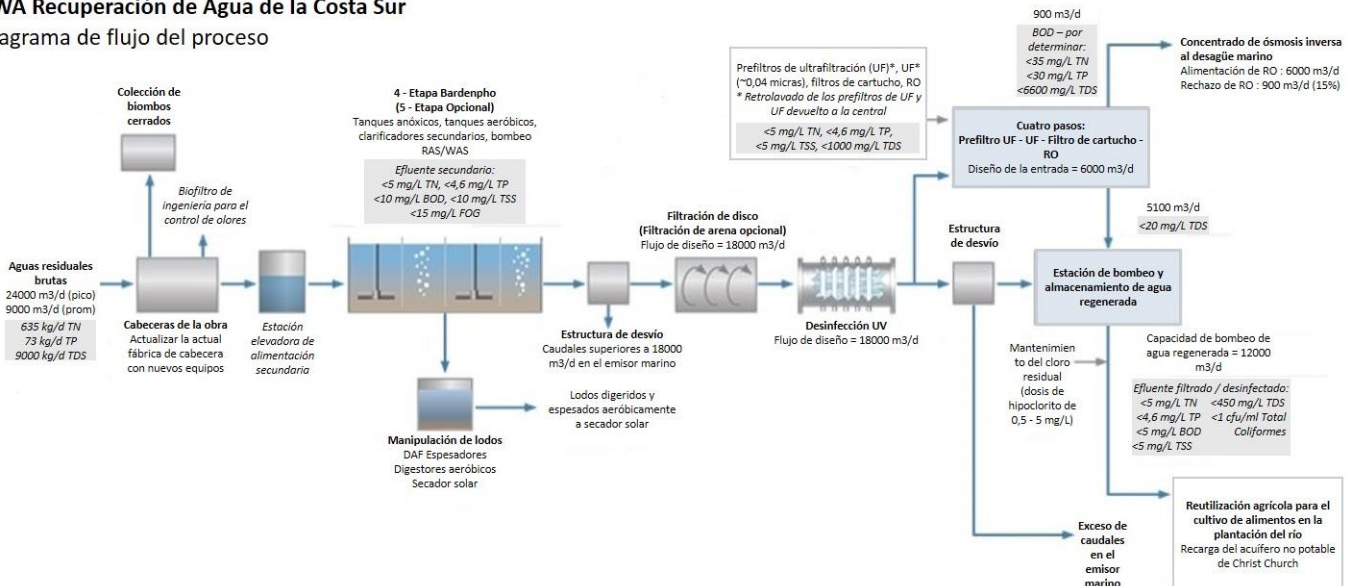 WA Recuperación de Agua de la Costa Sur
agrama de flujo del proceso
Colección de
biombos
cerrados
Biofiltro de
ingeniería para el
control de olores
Aguas residuales
brutas
24000 m3/d (pico)
9000 m3/d (prom)
635 kg/d TN
73 kg/d TP
9000 kg/d TDS
Cabeceras de la obra
Actualizar la actual
fábrica de cabecera
con nuevos equipos
Estación
elevadora de
alimentación
secundaria
4 - Etapa Bardenpho
(5 - Etapa Opcional)
Tanques anóxicos, tanques aeróbicos,
clarificadores secundarios, bombeo
RAS/WAS
Efluente secundario:
<5 mg/L TN, <4,6 mg/L TP
<10 mg/L BOD, <10 mg/L TSS
<15 mg/L FOG
Manipulación de lodos
DAF Espesadores
Digestores aeróbicos
Secador solar
Lodos digeridos y
espesados aeróbicamente
a secador solar
Estructura de desvío
Caudales superiores a 18000
m3/d en el emisor marino
Filtración de disco
(Filtración de arena opcional)
Flujo de diseño = 18000 m3/d
Desinfección UV
Flujo de diseño = 18000 m3/d
Prefiltros de ultrafiltración (UF)*, UF*
(~0,04 micras), filtros de cartucho, RO
* Retrolavado de los prefiltros de UF y
UF devuelto a la central
<5 mg/L TN, <4,6 mg/L TP,
<5 mg/L TSS, <1000 mg/L TDS
900 m3/d
BOD – por
determinar:
<35 mg/L TN
<30 mg/L TP
<6600 mg/L TDS
Concentrado de ósmosis inversa
al desagüe marino
Alimentación de RO : 6000 m3/d
Rechazo de RO : 900 m3/d (15%)
Cuatro pasos:
Prefiltro UF - UF - Filtro de cartucho -
RO
Diseño de la entrada = 6000 m3/d
5100 m3/d
<20 mg/L TDS
Estructura
de desvío
Estación de bombeo y
almacenamiento de agua
regenerada
Mantenimien
to del cloro
residual
(dosis de
hipoclorito de
0,5 - 5 mg/L)
Capacidad de bombeo de
agua regenerada = 12000
m3/d
Efluente filtrado / desinfectado:
<5 mg/L TN <450 mg/L TDS
<4,6 mg/L TP <1 cfu/ml Total
<5 mg/L BOD Coliformes
<5 mg/L TSS
Exceso de
caudales
en el
emisor
marino
Reutilización agrícola para el
cultivo de alimentos en la
plantación del río
Recarga del acuífero no potable
de Christ Church